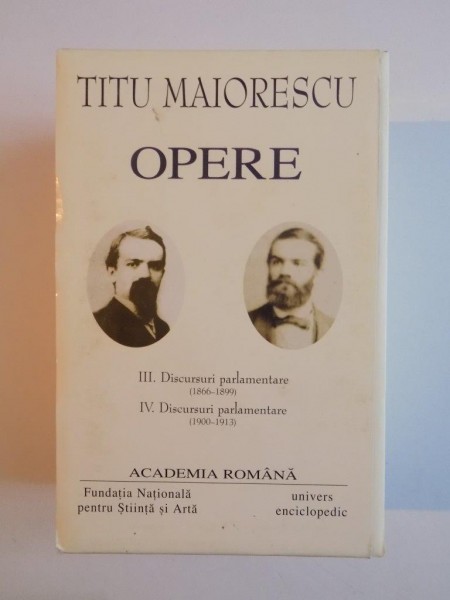 TITU MAIORESCU
OPERE
III. Discursuri parlamentare
(1866-1899)
IV. Discursuri parlamentare
(1900-1913)
ACADEMIA ROMÂNĂ
Fundația Națională
pentru Știință și Artă
univers
enciclopedic